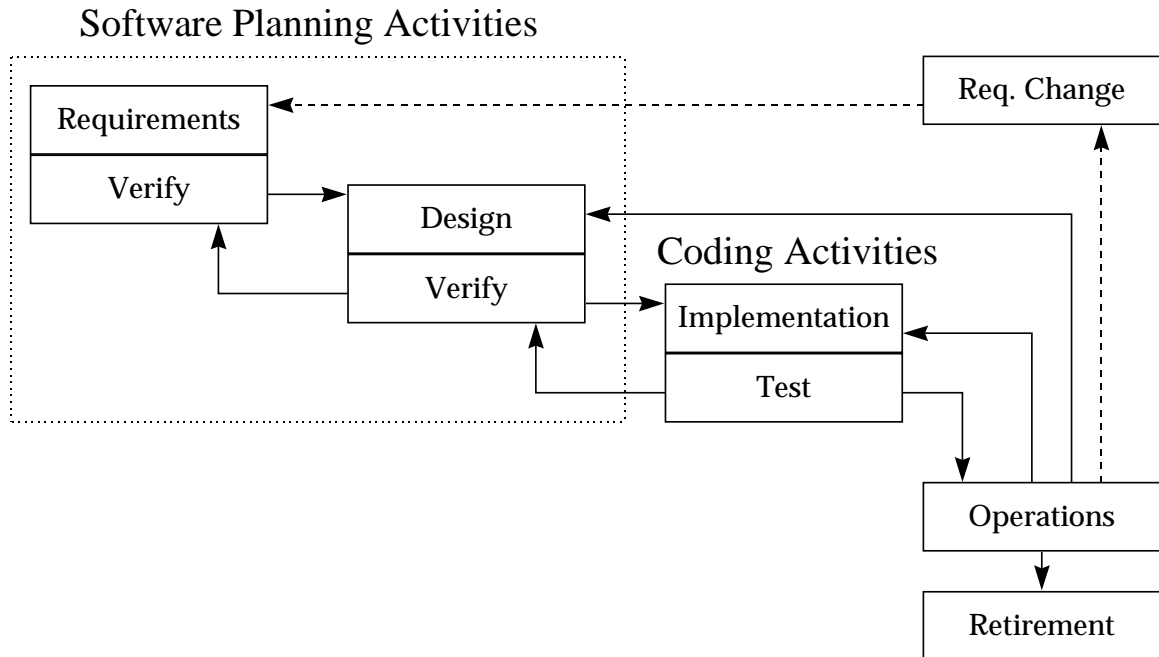 Software Planning Activities
Req. Change
Requirements
Verify
Design
Verify
Coding Activities
Implementation
Test
Operations
Retirement